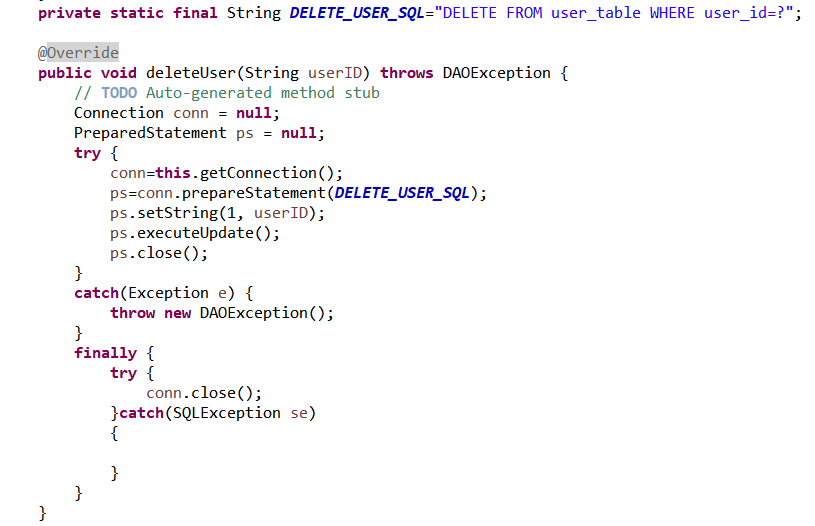 private static final String DELETE_USER_SQL="DELETE FROM user_table WHERE user_id=?";
@Override
public void deleteUser(String userID) throws DAOException {
// TODO Auto-generated method stub
Connection conn = null;
PreparedStatement ps = null;
try {
conn=this.getConnection();
ps=conn.prepareStatement(DELETE_USER_SQL);
ps.setString(1, userID);
ps.executeUpdate();
ps.close();
}
catch(Exception e) {
throw new DAOException();
}
finally {
try {
conn.close();
}catch(SQLException se)
{
}
}
}